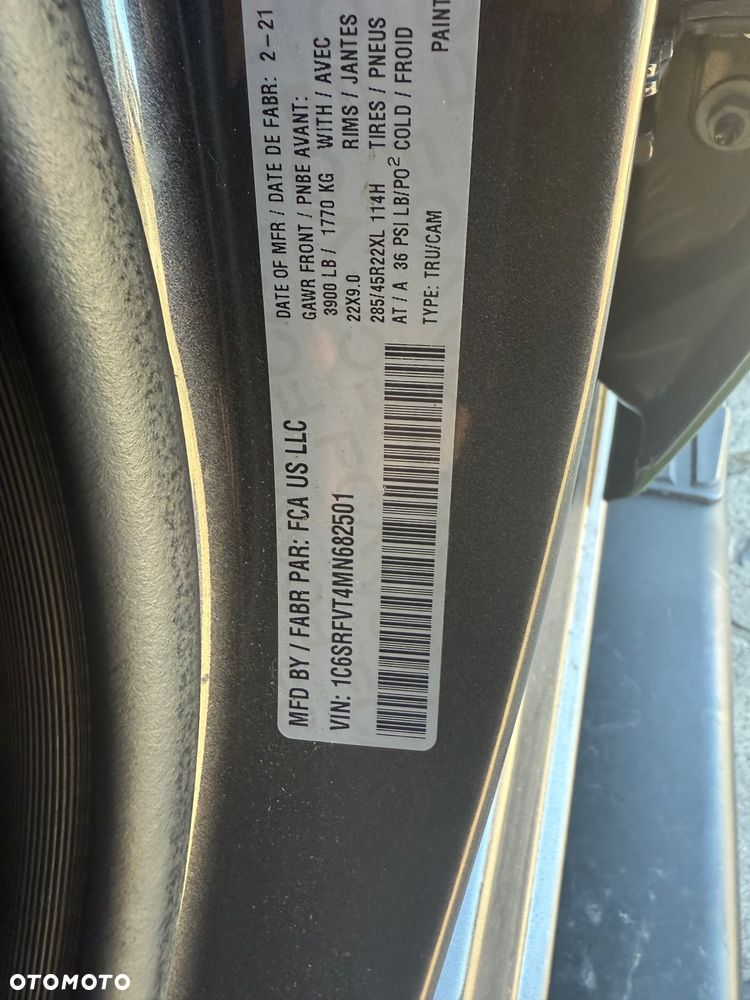 MFD BY / FABR PAR: FCA US LLC
DATE OF MFR / DATE DE FABR: 2-21
GAWR FRONT / PNBE AVANT:
3900 LB / 1770 KG WITH / AVEC
22X9.0 RIMS / JANTES
285/45R22XL 114H TIRES / PNEUS
AT / A 36 PSI LB/PO² COLD / FROID
VIN: 1C6SRFVT4MN682501
TYPE: TRU/CAM
PAINT
OTOMOTO